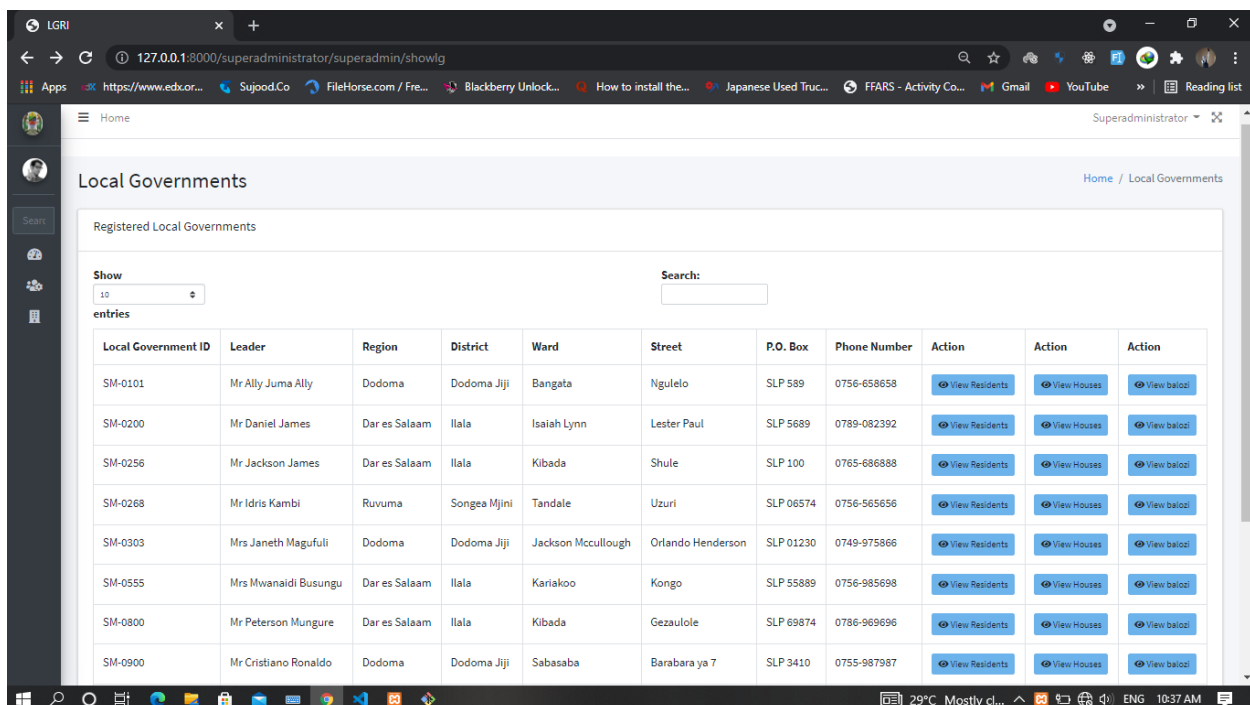 LGRI
127.0.0.1:8000/superadministrator/superadmin/showlg
Apps https://www.edx.or... Sujood.Co FileHorse.com / Fre... Blackberry Unlock... How to install the... Japanese Used Truc... FFARS - Activity Co... Gmail YouTube » Reading list
Home Superadministrator
Local Governments Home / Local Governments
Searc
Registered Local Governments
Show Search:
10
entries
Local Government ID Leader Region District Ward Street P.O. Box Phone Number Action Action Action
SM-0101 Mr Ally Juma Ally Dodoma Dodoma Jiji Bangata Ngulelo SLP 589 0756-658658 View Residents View Houses View balozi
SM-0200 Mr Daniel James Dar es Salaam Ilala Isaiah Lynn Lester Paul SLP 5689 0789-082392 View Residents View Houses View balozi
SM-0256 Mr Jackson James Dar es Salaam Ilala Kibada Shule SLP 100 0765-686888 View Residents View Houses View balozi
SM-0268 Mr Idris Kambi Ruvuma Songea Mjini Tandale Uzuri SLP 06574 0756-565656 View Residents View Houses View balozi
SM-0303 Mrs Janeth Magufuli Dodoma Dodoma Jiji Jackson Mccullough Orlando Henderson SLP 01230 0749-975866 View Residents View Houses View balozi
SM-0555 Mrs Mwanaidi Busungu Dar es Salaam Ilala Kariakoo Kongo SLP 55889 0756-985698 View Residents View Houses View balozi
SM-0800 Mr Peterson Mungure Dar es Salaam Ilala Kibada Gezaulole SLP 69874 0786-969696 View Residents View Houses View balozi
SM-0900 Mr Cristiano Ronaldo Dodoma Dodoma Jiji Sabasaba Barabara ya 7 SLP 3410 0755-987987 View Residents View Houses View balozi
29°C Mostly cl... ENG 10:37 AM